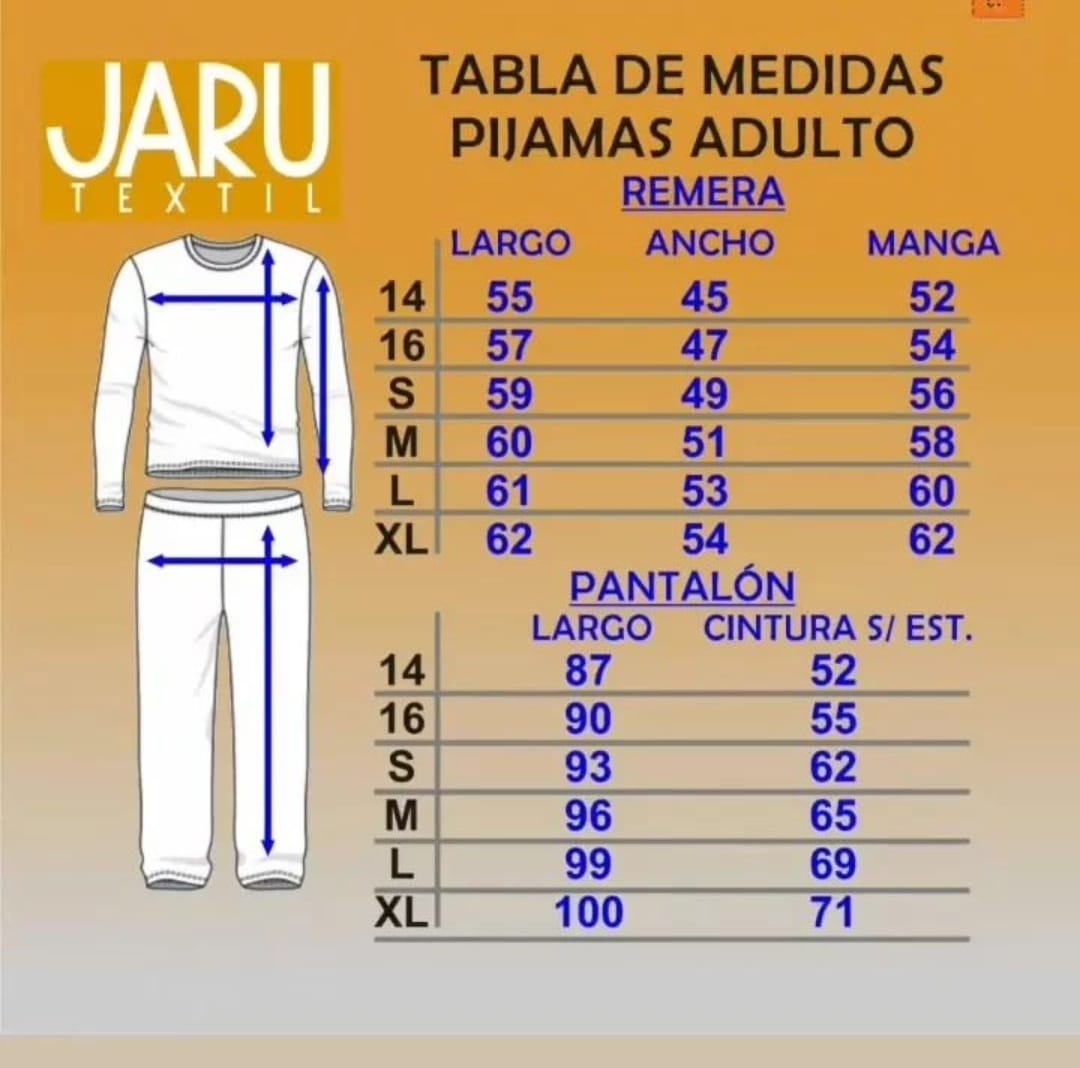 JARU
TEXTIL
TABLA DE MEDIDAS
PIJAMAS ADULTO
REMERA
LARGO ANCHO MANGA
14 55 45 52
16 57 47 54
S 59 49 56
M 60 51 58
L 61 53 60
XL 62 54 62
PANTALÓN
LARGO CINTURA S/ EST.
14 87 52
16 90 55
S 93 62
M 96 65
L 99 69
XL 100 71